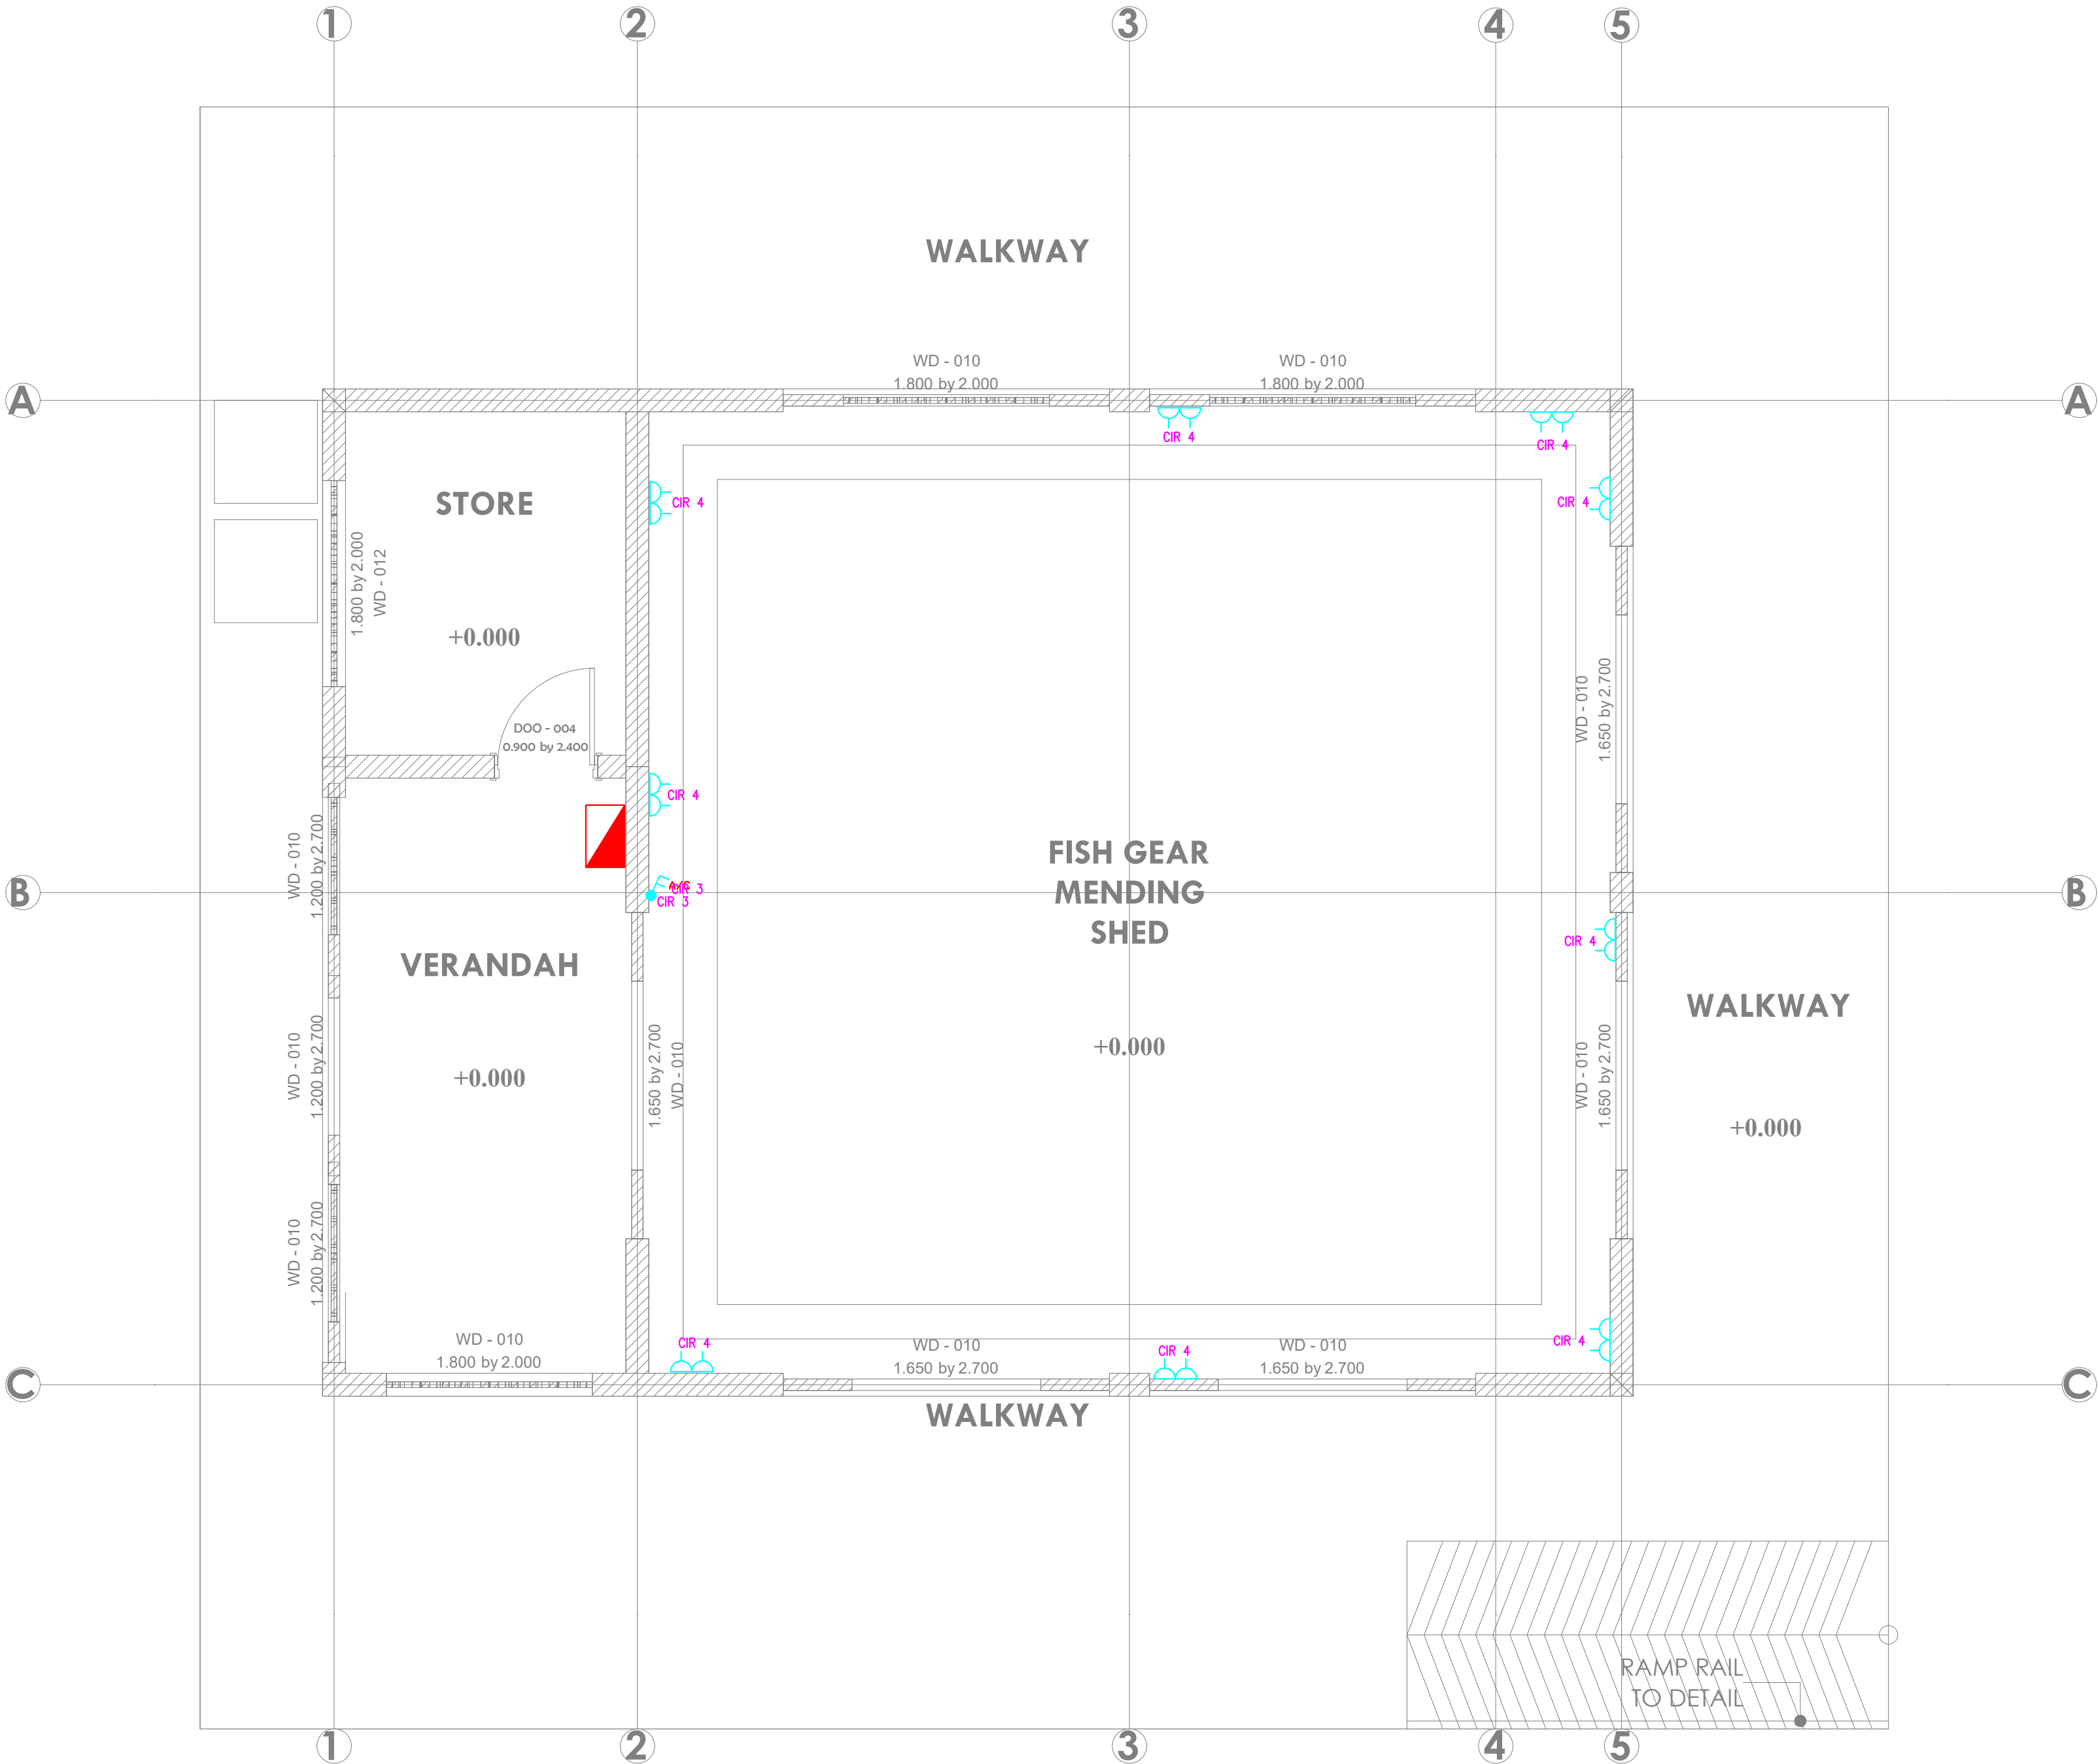 1 2 3 4 5
WALKWAY
WD - 010
1.800 by 2.000
WD - 010
1.800 by 2.000
A
A
CIR 4
CIR 4
STORE
CIR 4
CIR 4
1.800 by 2.000
WD - 012
+0.000
DOO - 004
0.900 by 2.400
WD - 010
1.650 by 2.700
CIR 4
WD - 010
1.200 by 2.700
FISH GEAR
MENDING
SHED
A/C
CIR 3
CIR 3
B
B
CIR 4
VERANDAH
WALKWAY
+0.000
+0.000
WD - 010
1.200 by 2.700
1.650 by 2.700
WD - 010
WD - 010
1.650 by 2.700
+0.000
WD - 010
1.200 by 2.700
WD - 010
1.800 by 2.000
CIR 4
WD - 010
1.650 by 2.700
CIR 4
WD - 010
1.650 by 2.700
CIR 4
C
C
WALKWAY
RAMP RAIL
TO DETAIL
1 2 3 4 5